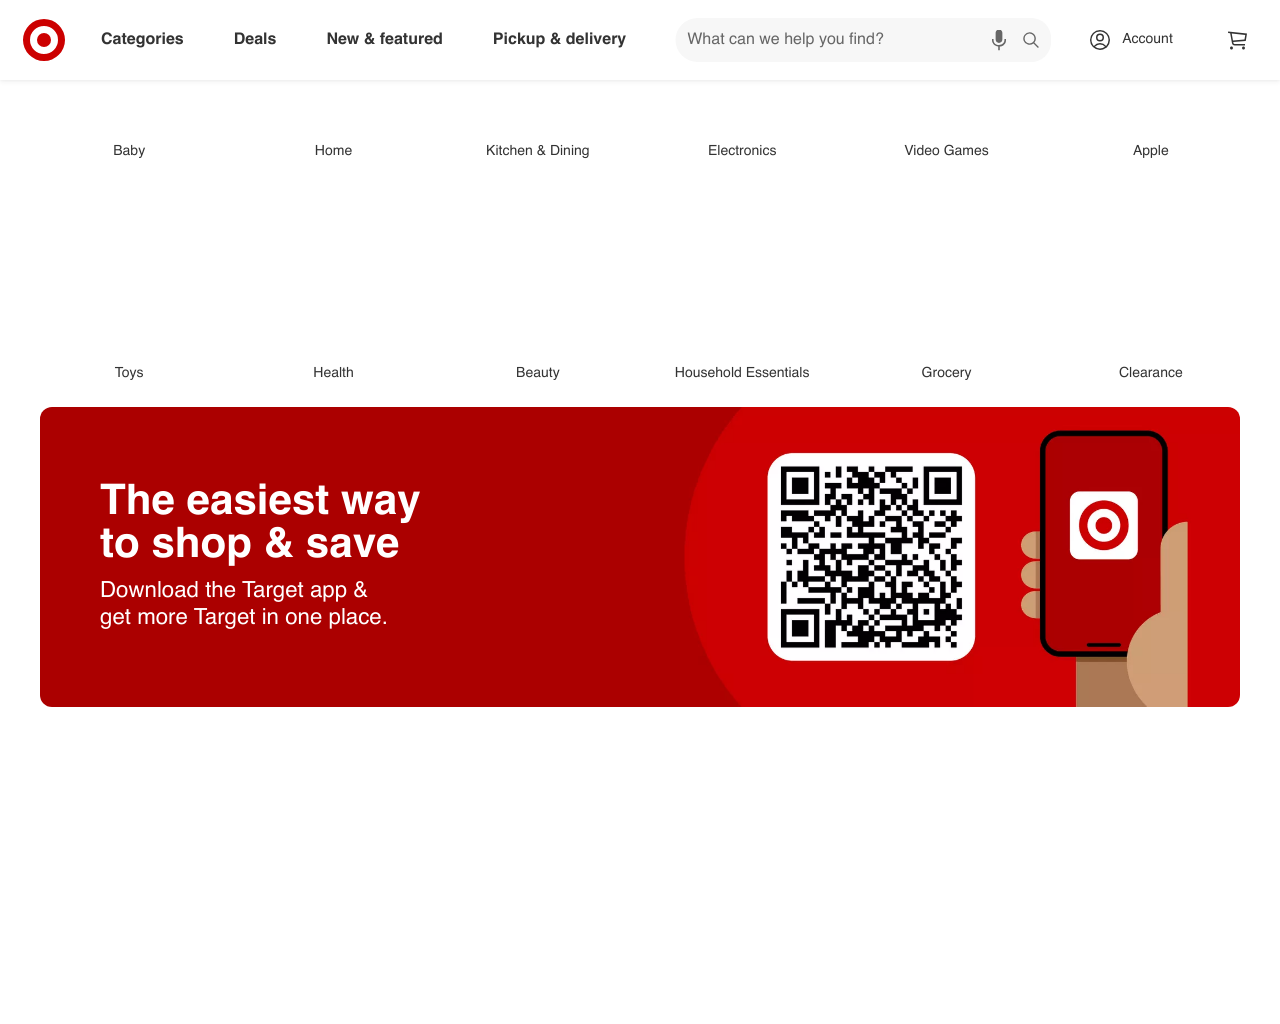 Categories
Deals
New & featured
Pickup & delivery
What can we help you find?
Account
Baby
Home
Kitchen & Dining
Electronics
Video Games
Apple
Toys
Health
Beauty
Household Essentials
Grocery
Clearance
The easiest way
to shop & save
Download the Target app &
get more Target in one place.